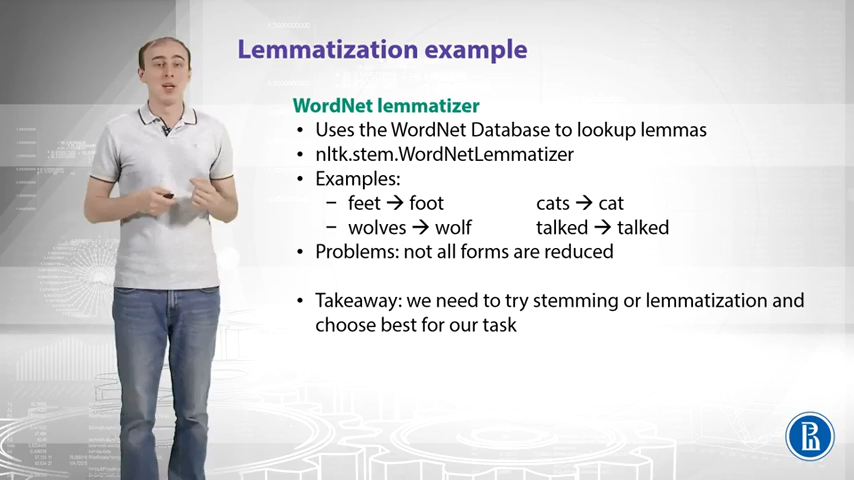 Lemmatization example
WordNet lemmatizer
• Uses the WordNet Database to lookup lemmas
• nltk.stem.WordNetLemmatizer
• Examples:
– feet → foot cats → cat
– wolves → wolf talked → talked
• Problems: not all forms are reduced
• Takeaway: we need to try stemming or lemmatization and
choose best for our task